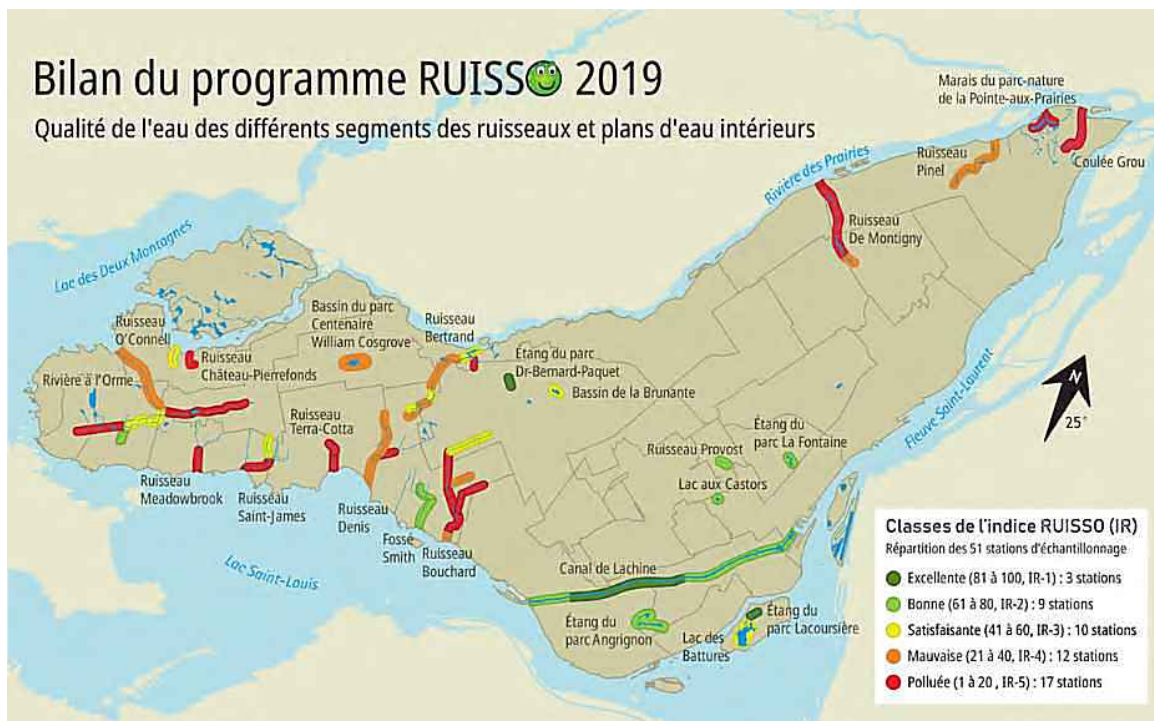 Bilan du programme RUISSO 2019
Qualité de l'eau des différents segments des ruisseaux et plans d'eau intérieurs
Marais du parc-nature
de la Pointe-aux-Prairies
Ruisseau
Pinel
Coulée Grou
Rivière des Prairies
Ruisseau
De Montigny
Lac des Deux Montagnes
Ruisseau
O'Connell
Bassin du parc
Centenaire
William Cosgrove
Ruisseau
Bertrand
Ruisseau
Château-Pierrefonds
Étang du parc
Dr-Bernard-Paquet
Bassin de la Brunante
Rivière à l'Orme
Ruisseau
Terra-Cotta
Fleuve Saint-Laurent
N
25°
Étang du
parc La Fontaine
Ruisseau Provost
Lac aux Castors
Ruisseau
Meadowbrook
Ruisseau
Saint-James
Ruisseau
Denis
Fossé
Smith
Ruisseau
Bouchard
Lac Saint-Louis
Canal de Lachine
Étang du
parc Angrignon
Lac des
Battures
Étang du
parc Lacoursière
Classes de l'indice RUISSO (IR)
Répartition des 51 stations d'échantillonnage
Excellente (81 à 100, IR-1) : 3 stations
Bonne (61 à 80, IR-2) : 9 stations
Satisfaisante (41 à 60, IR-3) : 10 stations
Mauvaise (21 à 40, IR-4) : 12 stations
Polluée (1 à 20 , IR-5) : 17 stations